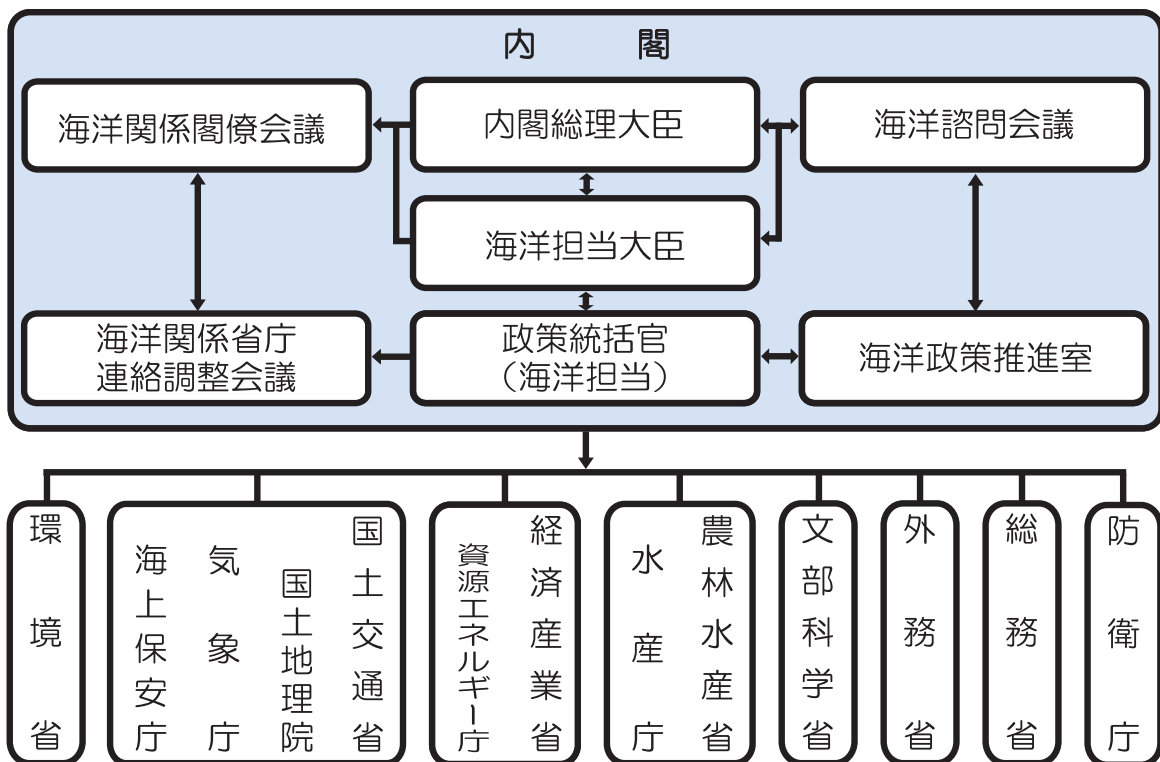 内 閣
海洋関係閣僚会議
内閣総理大臣
海洋諮問会議
海洋担当大臣
海洋関係省庁
連絡調整会議
政策統括官
（海洋担当）
海洋政策推進室
環境省
国土交通省
国土地理院
気象庁
海上保安庁
経済産業省
資源エネルギー庁
農林水産省
水産庁
文部科学省
外務省
総務省
防衛庁